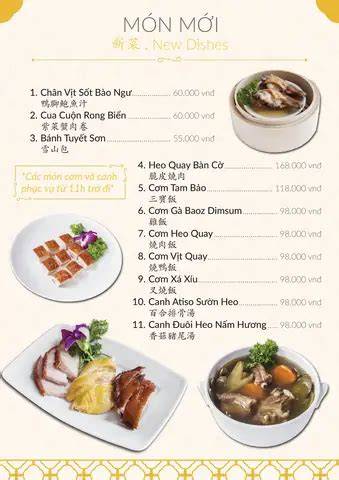 MÓN MỚI
新菜 . New Dishes
1. Chân Vịt Sốt Bào Ngư 60.000 vnđ
鴨腳鮑魚汁
2. Cua Cuộn Rong Biển 60.000 vnđ
紫菜蟹肉卷
3. Bánh Tuyết Sơn 55.000 vnđ
雪山包
4. Heo Quay Bàn Cờ 168.000 vnđ
脆皮燒肉
"Các món cơm và canh
phục vụ từ 11h trở đi"
5. Cơm Tam Bảo 118.000 vnđ
三寶飯
6. Cơm Gà Baoz Dimsum 98.000 vnđ
雞飯
7. Cơm Heo Quay 98.000 vnđ
燒肉飯
8. Cơm Vịt Quay 98.000 vnđ
燒鴨飯
9. Cơm Xá Xíu 98.000 vnđ
叉燒飯
10. Canh Atiso Sườn Heo 98.000 vnđ
百合排骨湯
11. Canh Đuôi Heo Nấm Hương 98.000 vnđ
香菇豬尾湯